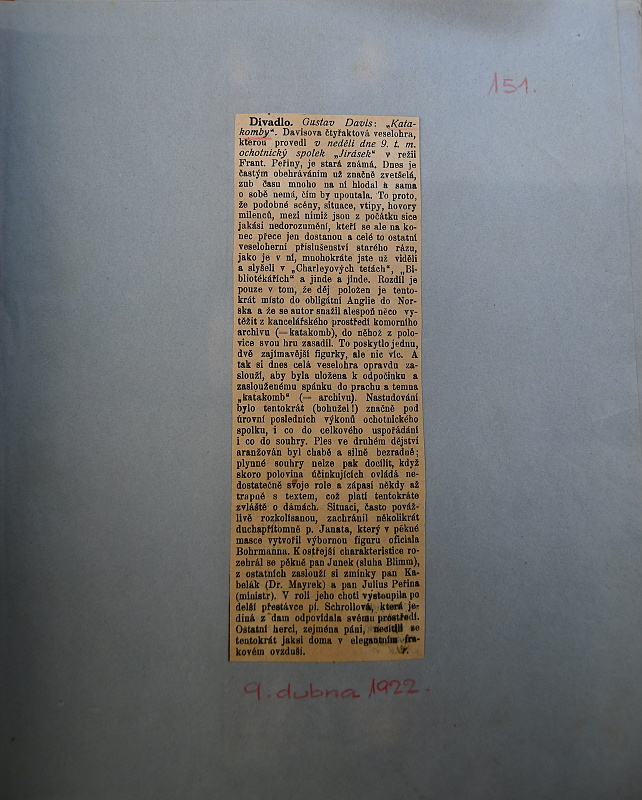 151.
Divadlo. Gustav Davis: „Kata-
komby“. Davisova čtyřaktová veselohra,
kterou provedl v neděli dne 9. t. m.
ochotnický spolek „Jirásek“ v režii
Frant. Peřiny, je stará známá. Dnes je
častým obehráváním už značně zvetšelá,
zub času mnoho na ní hlodal a sama
o sobě nemá, čím by upoutala. To proto,
že podobné scény, situace, vtipy, hovory
milenců, mezi nimiž jsou z počátku sice
jakási nedorozumění, kteří se ale na ko-
nec přece jen dostanou a celé to ostatní
veseloherní příslušenství starého rázu,
jako je v ní, mnohokráte jste už viděli
a slyšeli v „Charleyových tetách“, „Bi-
bliotékářích“ a jinde a jinde. Rozdíl je
pouze v tom, že děj položen je tento-
krát místo do obligátní Anglie do Nor-
ska a že se autor snažil alespoň něco vy-
těžit z kancelářského prostředí komorního
archivu (—katakomb), do něhož z polo-
vice svou hru zasadil. To poskytlo jednu,
dvě zajímavější figurky, ale nic víc. A
tak si dnes celá veselohra opravdu za-
slouží, aby byla uložena k odpočinku a
zaslouženému spánku do prachu a temna
„katakomb“ (— archivu). Nastudování
bylo tentokrát (bohužel!) značně pod
úrovní posledních výkonů ochotnického
spolku, i co do celkového uspořádání
i co do souhry. Ples ve druhém dějství
aranžován byl chabě a silně bezradně;
plynné souhry nelze pak docílit, když
skoro polovina účinkujících ovládá ne-
dostatečně svoje role a zápasí někdy až
trapně s textem, což platí tentokráte
zvláště o dámách. Situaci, často pováž-
livě rozkolísanou, zachránil několikrát
duchapřítomně p. Janata, který v pěkné
masce vytvořil výbornou figuru oficiala
Bohrmanna. K ostřejší charakteristice ro-
zehrál se pěkně pan Junek (sluha Blimm),
z ostatních zaslouží si zmínky pan Ka-
belák (Dr. Mayrek) a pan Julius Peřina
(ministr). V roli jeho choti vystoupila po
delší přestávce pí. Schrollová, která je-
diná z dam odpovídala svému prostředí.
Ostatní herci, zejména páni, necítili se
tentokrát jaksi doma v elegantním fra-
kovém ovzduší.
9. dubna 1922.